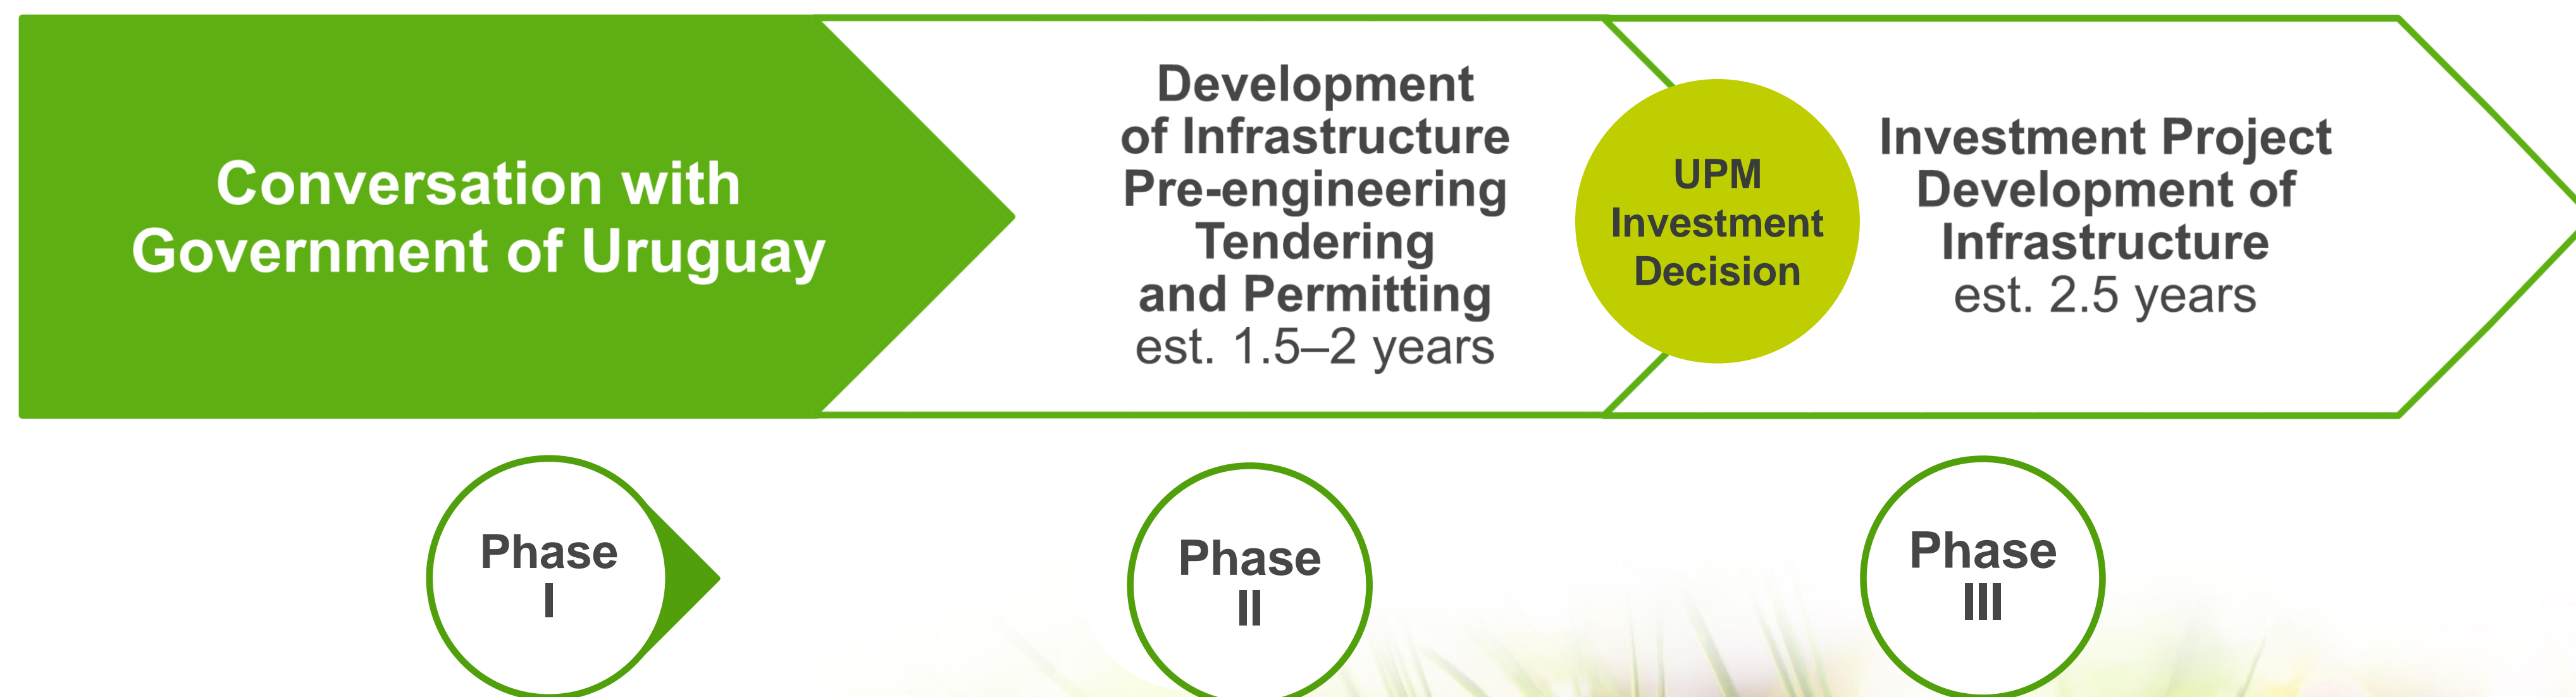 Conversation with
Government of Uruguay
Development
of Infrastructure
Pre-engineering
Tendering
and Permitting
est. 1.5–2 years
UPM
Investment
Decision
Investment Project
Development of
Infrastructure
est. 2.5 years
Phase
I
Phase
II
Phase
III